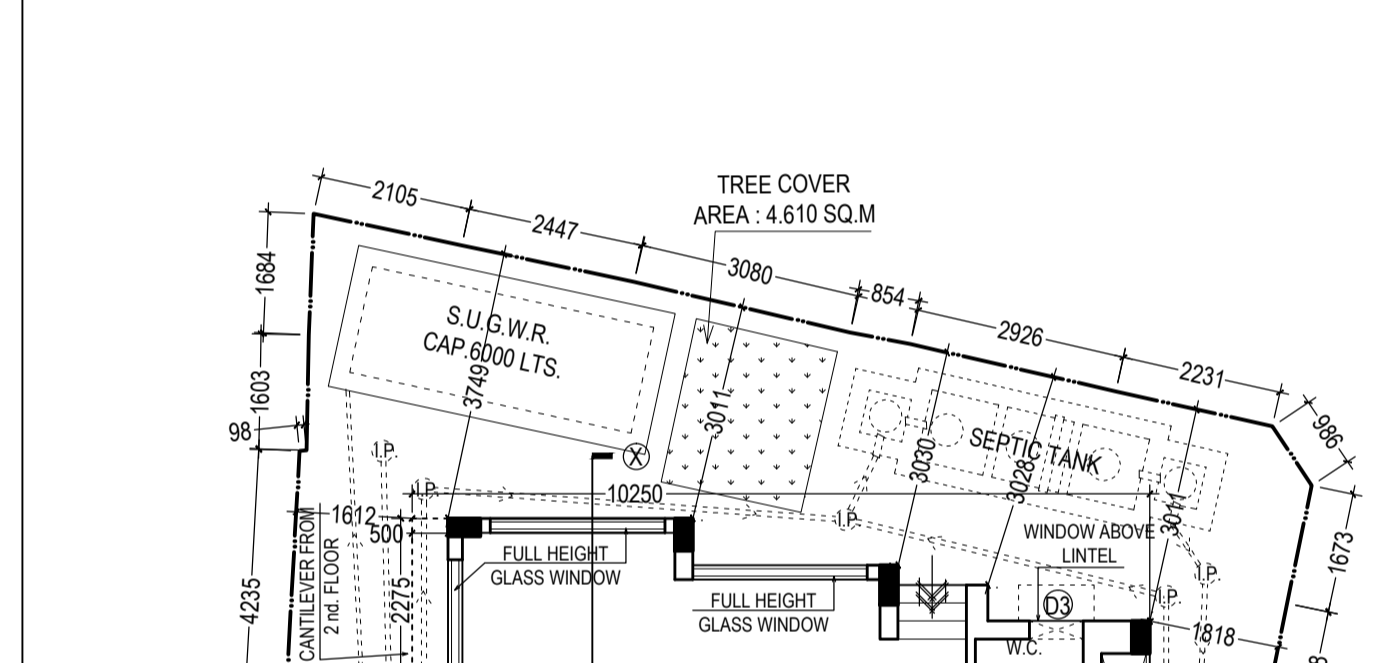 TREE COVER
AREA : 4.610 SQ.M
2105
2447
3080
854
2926
2231
986
1684
1603
98
4235
S.U.G.W.R.
CAP.6000 LTS.
3749
3011
3030
3028
3011
SEPTIC TANK
X
I.P.
I.P.
I.P.
I.P.
I.P.
10250
1612
500
2275
CANTILEVER FROM
2 nd. FLOOR
FULL HEIGHT
GLASS WINDOW
FULL HEIGHT
GLASS WINDOW
WINDOW ABOVE
LINTEL
D3
W.C.
1673
1818